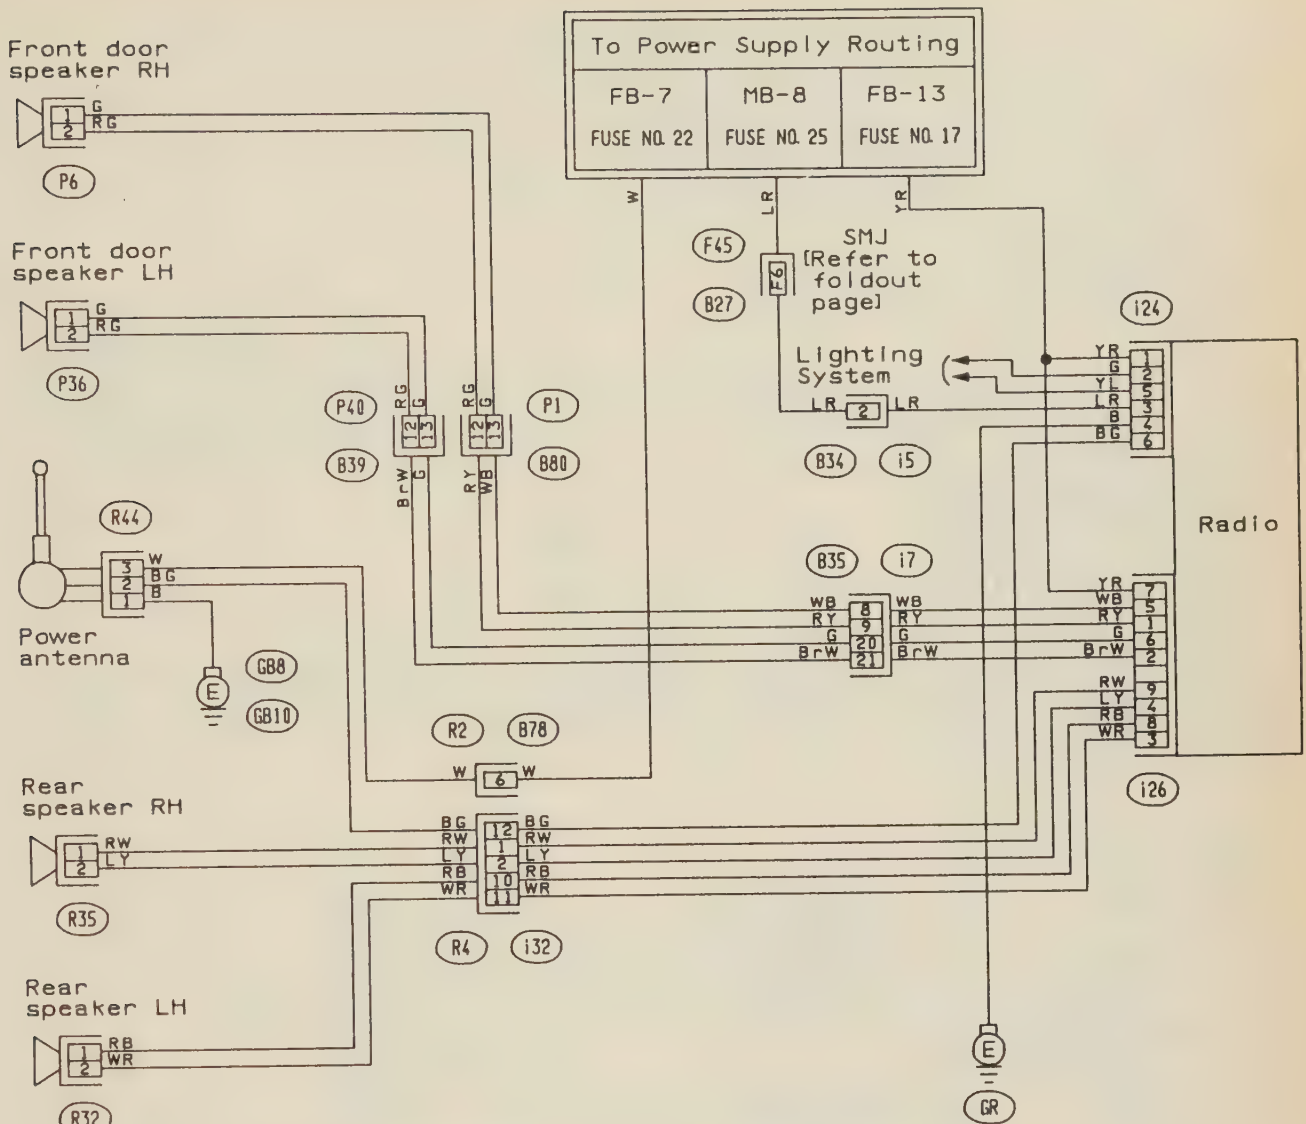 To Power Supply Routing
FB-7 MB-8 FB-13
FUSE NO. 22 FUSE NO. 25 FUSE NO. 17
W
LR
YR
Front door
speaker RH
1 G
2 RG
P6
Front door
speaker LH
1 G
2 RG
P36
F45
F6
B27
SMJ
[Refer to
foldout
page]
Lighting
System
LR 2 LR
B34 i5
i24
YR 1
G 2
YL 5
LR 3
B 4
BG 6
Radio
P40
RG G
12 13
B39
BrW G
P1
RG G
12 13
B80
RY WB
R44
3 W
2 BG
1 B
Power
antenna
E
GB8
GB10
B35 i7
WB 8 WB
RY 9 RY
G 20 G
BrW 21 BrW
YR 7
WB 5
RY 1
G 6
BrW 2
RW 9
LY 4
RB 8
WR 3
i26
R2 B78
W 6 W
Rear
speaker RH
1 RW
2 LY
R35
BG 12 BG
RW 1 RW
LY 2 LY
RB 10 RB
WR 11 WR
R4 i32
Rear
speaker LH
1 RB
2 WR
R32
E
GR